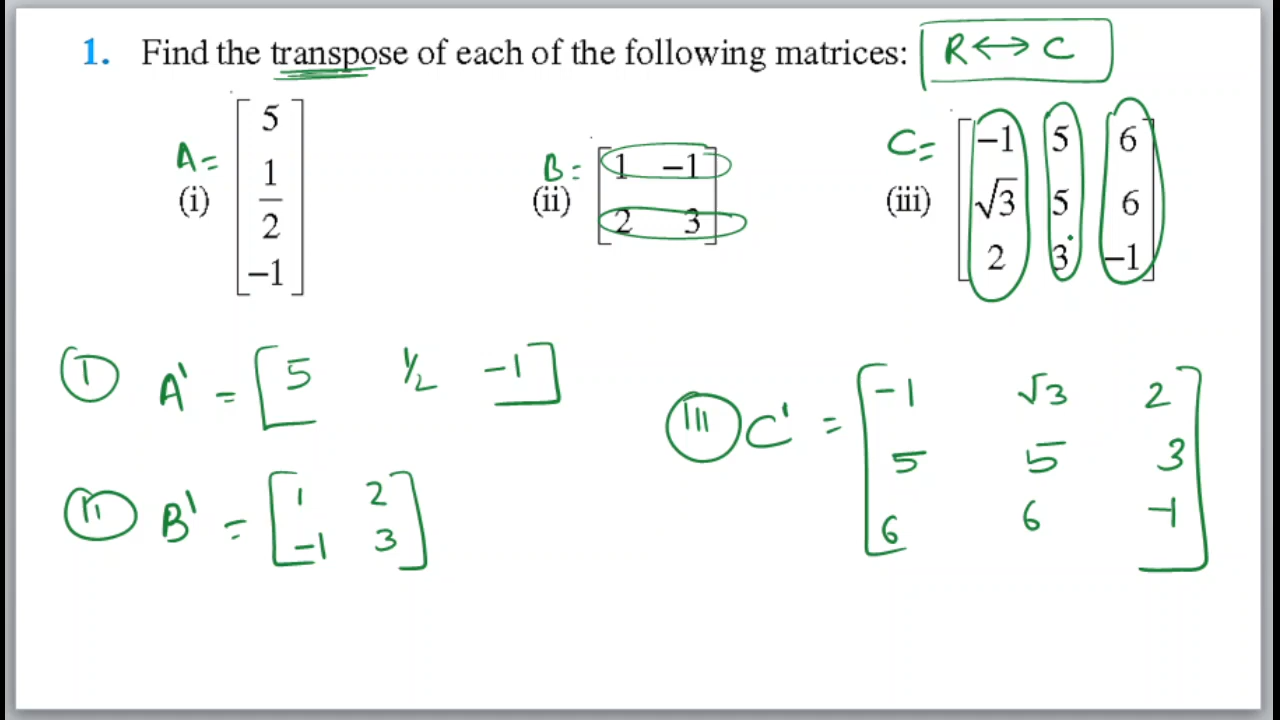 1. Find the transpose of each of the following matrices: R ↔ C
A = (i) [5
1/2
−1]
B = (ii) [1 −1
2 3]
C = (iii) [−1 5 6
√3 5 6
2 3 −1]
(i) A' = [5 1/2 −1]
(ii) B' = [1 2
−1 3]
(iii) C' = [−1 √3 2
5 5 3
6 6 −1]